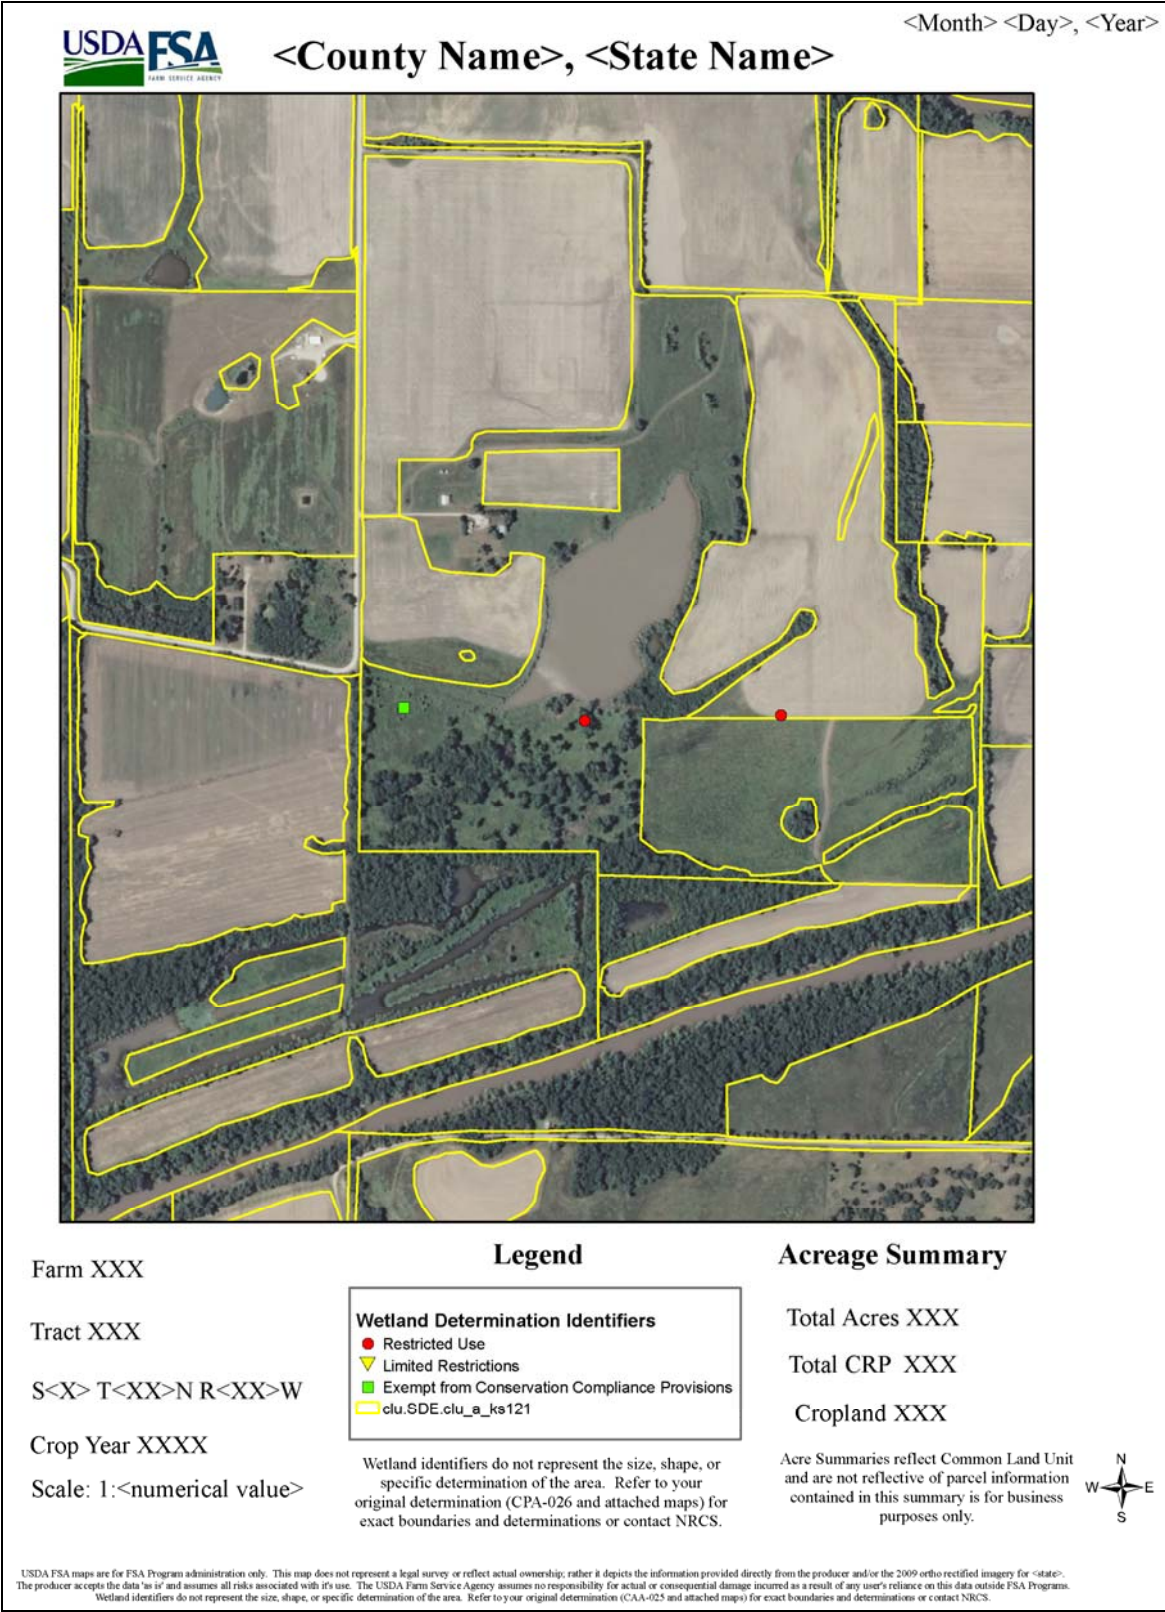 <Month> <Day>, <Year>
USDA FSA
FARM SERVICE AGENCY
<County Name>, <State Name>
Farm XXX
Tract XXX
S<X> T<XX>N R<XX>W
Crop Year XXXX
Scale: 1:<numerical value>
Legend
Wetland Determination Identifiers
Restricted Use
Limited Restrictions
Exempt from Conservation Compliance Provisions
clu.SDE.clu_a_ks121
Wetland identifiers do not represent the size, shape, or
specific determination of the area. Refer to your
original determination (CPA-026 and attached maps) for
exact boundaries and determinations or contact NRCS.
Acreage Summary
Total Acres XXX
Total CRP XXX
Cropland XXX
Acre Summaries reflect Common Land Unit
and are not reflective of parcel information
contained in this summary is for business
purposes only.
N
W E
S
USDA FSA maps are for FSA Program administration only. This map does not represent a legal survey or reflect actual ownership; rather it depicts the information provided directly from the producer and/or the 2009 ortho rectified imagery for <state>.
The producer accepts the data 'as is' and assumes all risks associated with it's use. The USDA Farm Service Agency assumes no responsibility for actual or consequential damage incurred as a result of any user's reliance on this data outside FSA Programs.
Wetland identifiers do not represent the size, shape, or specific determination of the area. Refer to your original determination (CAA-025 and attached maps) for exact boundaries and determinations or contact NRCS.